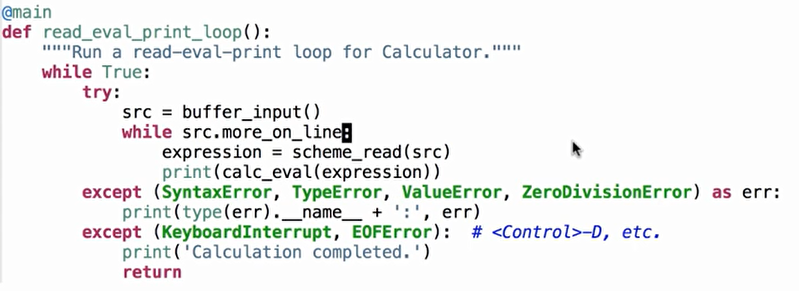 @main
def read_eval_print_loop():
    """Run a read-eval-print loop for Calculator."""
    while True:
        try:
            src = buffer_input()
            while src.more_on_line:
                expression = scheme_read(src)
                print(calc_eval(expression))
        except (SyntaxError, TypeError, ValueError, ZeroDivisionError) as err:
            print(type(err).__name__ + ':', err)
        except (KeyboardInterrupt, EOFError):  # <Control>-D, etc.
            print('Calculation completed.')
            return